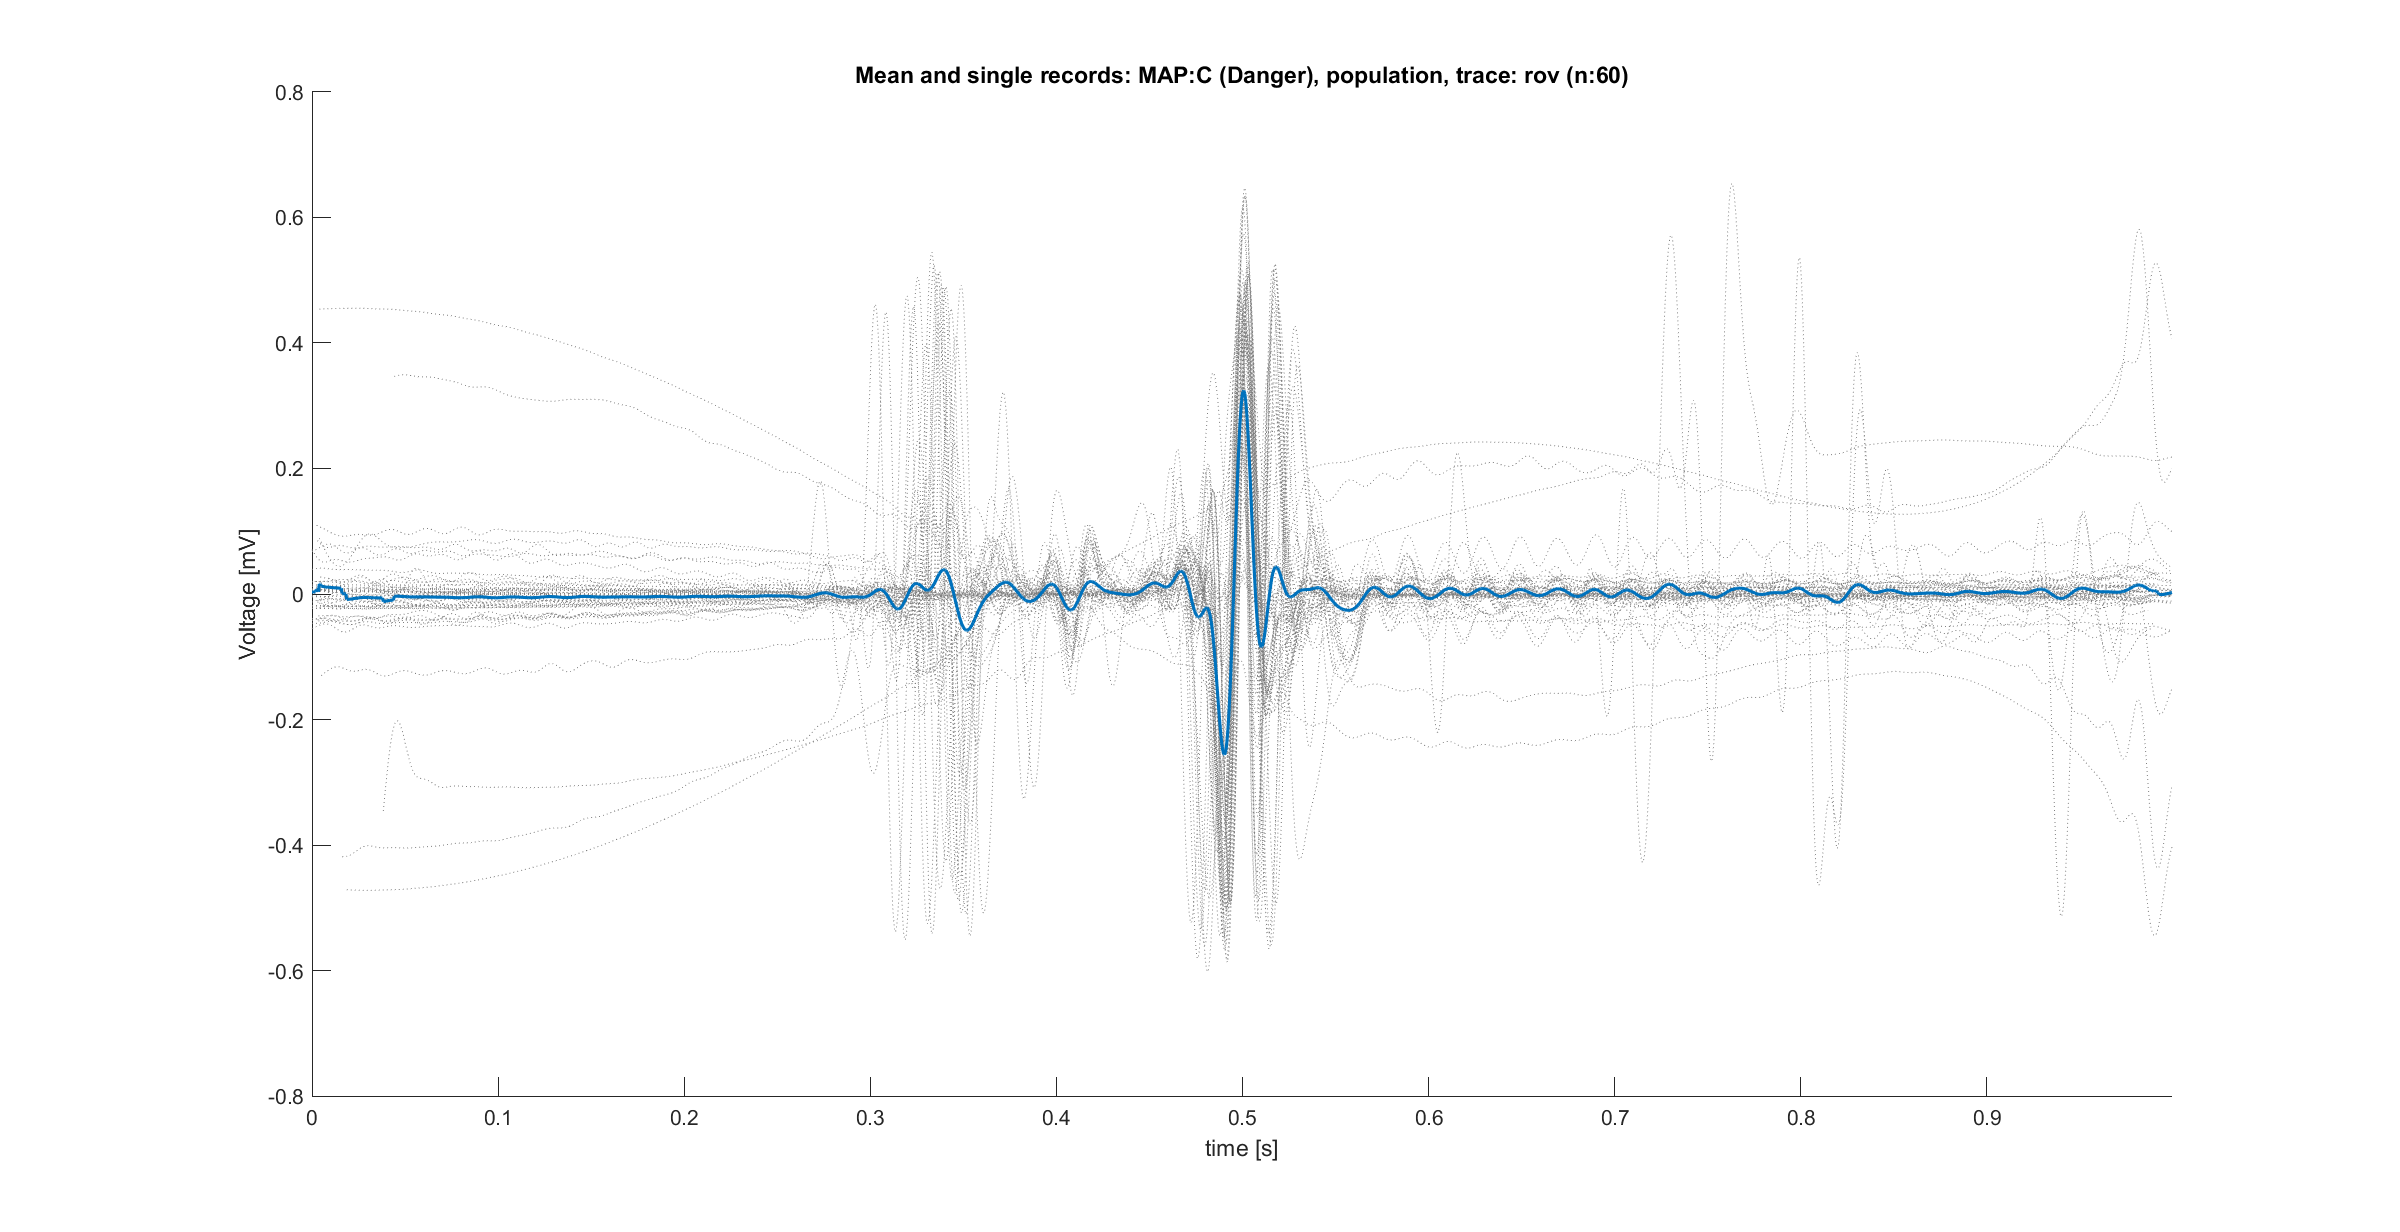 Mean and single records: MAP:C (Danger), population, trace: rov (n:60)
0.8
0.6
0.4
0.2
0
-0.2
-0.4
-0.6
-0.8
Voltage [mV]
0 0.1 0.2 0.3 0.4 0.5 0.6 0.7 0.8 0.9
time [s]